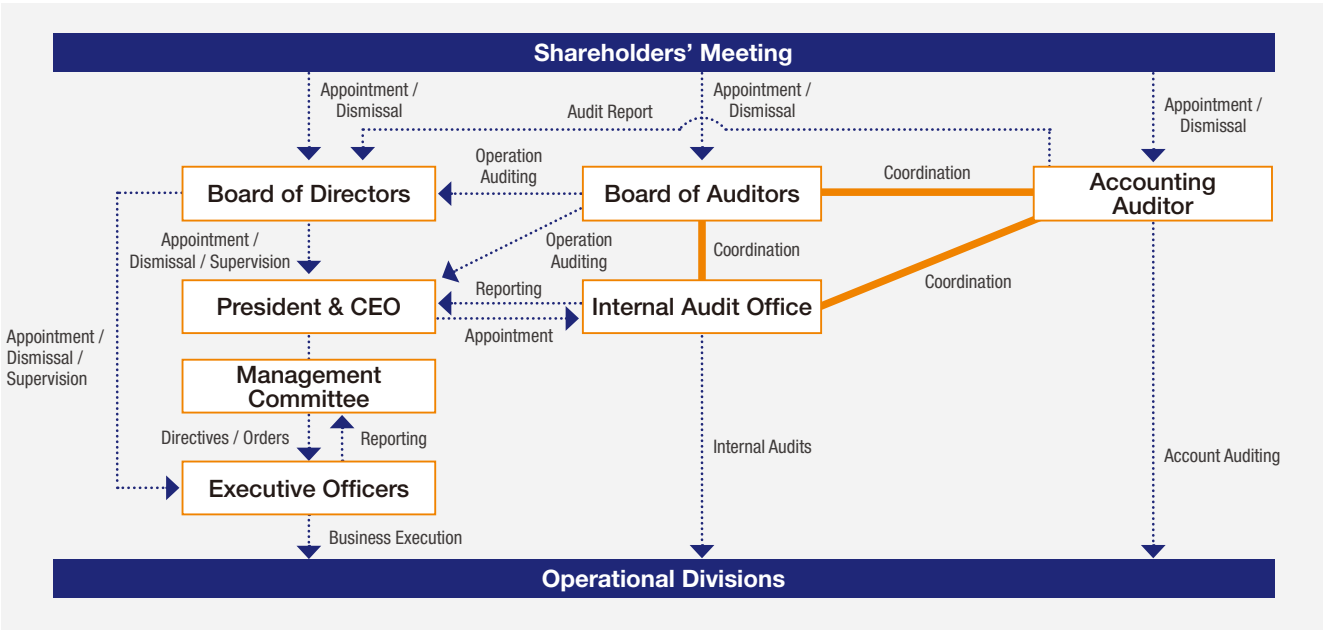 Shareholders' Meeting
Appointment /
Dismissal
Audit Report
Appointment /
Dismissal
Appointment /
Dismissal
Board of Directors
Operation
Auditing
Board of Auditors
Coordination
Accounting
Auditor
Appointment /
Dismissal / Supervision
Operation
Auditing
Coordination
Coordination
President & CEO
Reporting
Appointment
Internal Audit Office
Appointment /
Dismissal /
Supervision
Management
Committee
Directives / Orders
Reporting
Internal Audits
Account Auditing
Executive Officers
Business Execution
Operational Divisions